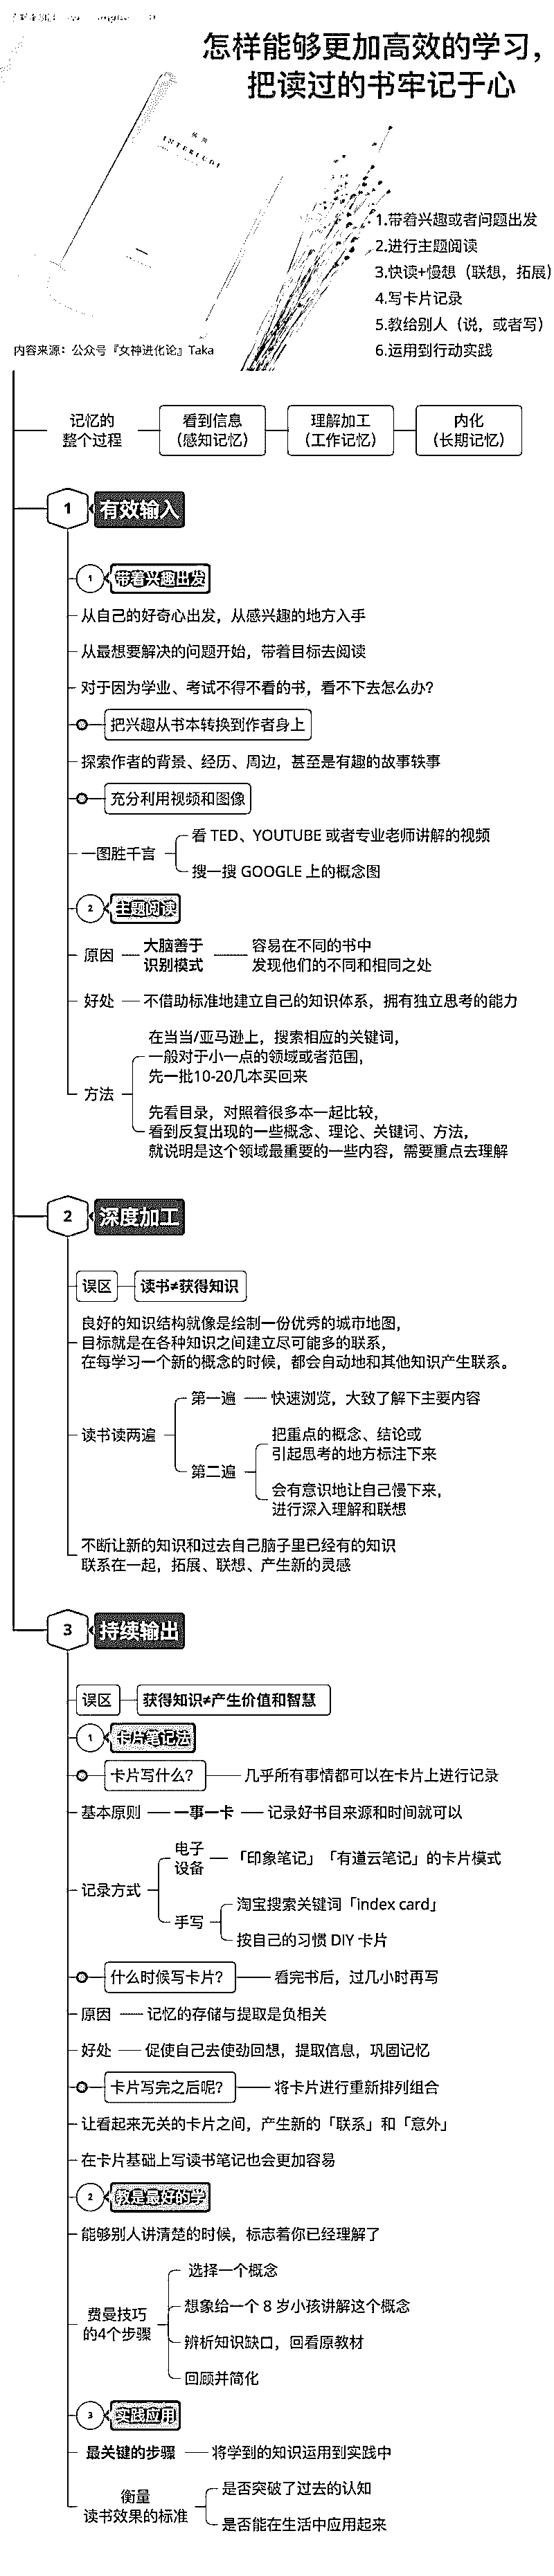 怎样能够更加高效的学习，
把读过的书牢记于心
INTERLUDE
1.带着兴趣或者问题出发
2.进行主题阅读
3.快读+慢想（联想，拓展）
4.写卡片记录
5.教给别人（说，或者写）
6.运用到行动实践
内容来源：公众号『女神进化论』Taka
记忆的
整个过程
看到信息
（感知记忆）
理解加工
（工作记忆）
内化
（长期记忆）
1 有效输入
1 带着兴趣出发
从自己的好奇心出发，从感兴趣的地方入手
从最想要解决的问题开始，带着目标去阅读
对于因为学业、考试不得不看的书，看不下去怎么办？
把兴趣从书本转换到作者身上
探索作者的背景、经历、周边，甚至是有趣的故事轶事
充分利用视频和图像
一图胜千言
看 TED、YOUTUBE 或者专业老师讲解的视频
搜一搜 GOOGLE 上的概念图
2 主题阅读
原因
大脑善于
识别模式
容易在不同的书中
发现他们的不同和相同之处
好处
不借助标准地建立自己的知识体系，拥有独立思考的能力
方法
在当当/亚马逊上，搜索相应的关键词，
一般对于小一点的领域或者范围，
先一批10-20几本买回来
先看目录，对照着很多本一起比较，
看到反复出现的一些概念、理论、关键词、方法，
就说明是这个领域最重要的一些内容，需要重点去理解
2 深度加工
误区
读书≠获得知识
良好的知识结构就像是绘制一份优秀的城市地图，
目标就是在各种知识之间建立尽可能多的联系，
在每学习一个新的概念的时候，都会自动地和其他知识产生联系。
读书读两遍
第一遍
快速浏览，大致了解下主要内容
第二遍
把重点的概念、结论或
引起思考的地方标注下来
会有意识地让自己慢下来，
进行深入理解和联想
不断让新的知识和过去自己脑子里已经有的知识
联系在一起，拓展、联想、产生新的灵感
3 持续输出
误区
获得知识≠产生价值和智慧
1 卡片笔记法
卡片写什么？
几乎所有事情都可以在卡片上进行记录
基本原则
一事一卡
记录好书目来源和时间就可以
记录方式
电子
设备
「印象笔记」「有道云笔记」的卡片模式
手写
淘宝搜索关键词「index card」
按自己的习惯 DIY 卡片
什么时候写卡片？
看完书后，过几小时再写
原因
记忆的存储与提取是负相关
好处
促使自己去使劲回想，提取信息，巩固记忆
卡片写完之后呢？
将卡片进行重新排列组合
让看起来无关的卡片之间，产生新的「联系」和「意外」
在卡片基础上写读书笔记也会更加容易
2 教是最好的学
能够别人讲清楚的时候，标志着你已经理解了
费曼技巧
的4个步骤
选择一个概念
想象给一个 8 岁小孩讲解这个概念
辨析知识缺口，回看原教材
回顾并简化
3 实践应用
最关键的步骤
将学到的知识运用到实践中
衡量
读书效果的标准
是否突破了过去的认知
是否能在生活中应用起来